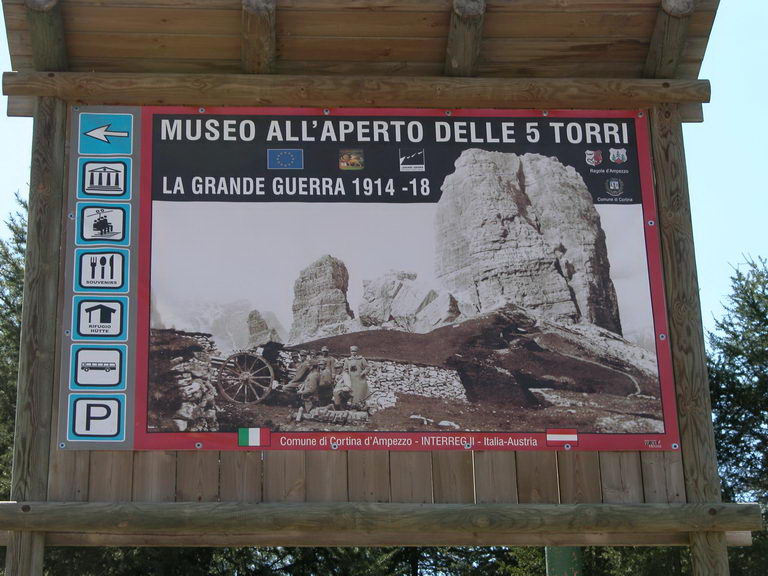 MUSEO ALL'APERTO DELLE 5 TORRI
LA GRANDE GUERRA 1914 -18
Regole d'Ampezzo
Comune di Cortina
SOUVENIRS
RIFUGIO
HÜTTE
P
Comune di Cortina d'Ampezzo - INTERREG II - Italia-Austria